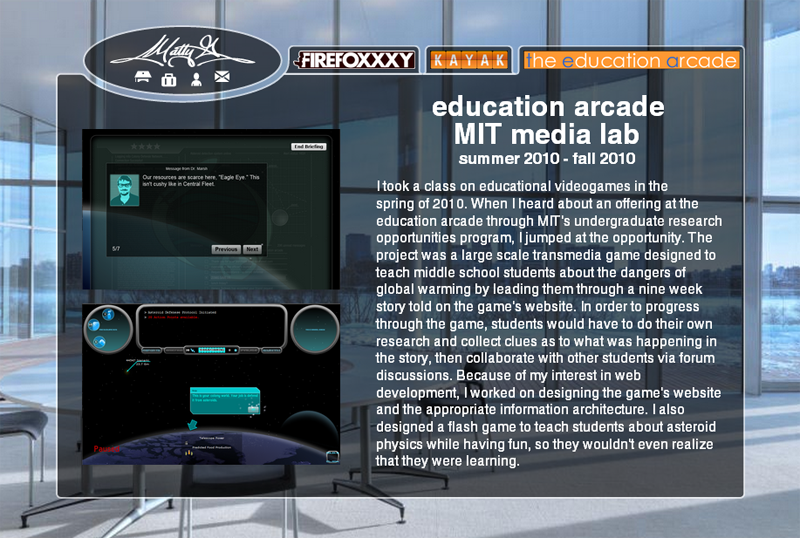 Matty G
FIREFOXXXY
KAYAK
the education arcade
education arcade
MIT media lab
summer 2010 - fall 2010
I took a class on educational videogames in the
spring of 2010. When I heard about an offering at the
education arcade through MIT's undergraduate research
opportunities program, I jumped at the opportunity. The
project was a large scale transmedia game designed to
teach middle school students about the dangers of
global warming by leading them through a nine week
story told on the game's website. In order to progress
through the game, students would have to do their own
research and collect clues as to what was happening in
the story, then collaborate with other students via forum
discussions. Because of my interest in web
development, I worked on designing the game's website
and the appropriate information architecture. I also
designed a flash game to teach students about asteroid
physics while having fun, so they wouldn't even realize
that they were learning.
End Briefing
Message from Dr. Marsh
Our resources are scarce here, "Eagle Eye." This
isn't cushy like in Central Fleet.
5/7
Previous
Next
Asteroid Defense Protocol Initiated
Telescope Power